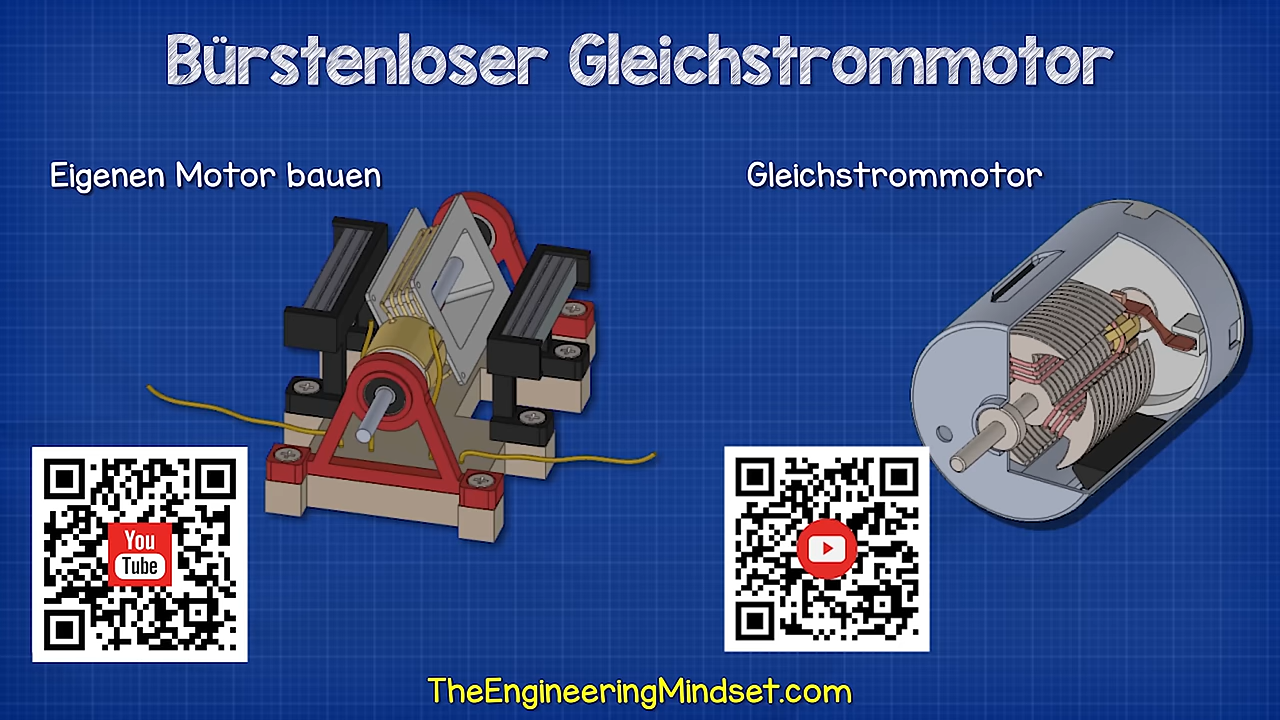 Bürstenloser Gleichstrommotor
Eigenen Motor bauen
Gleichstrommotor
You
Tube
TheEngineeringMindset.com